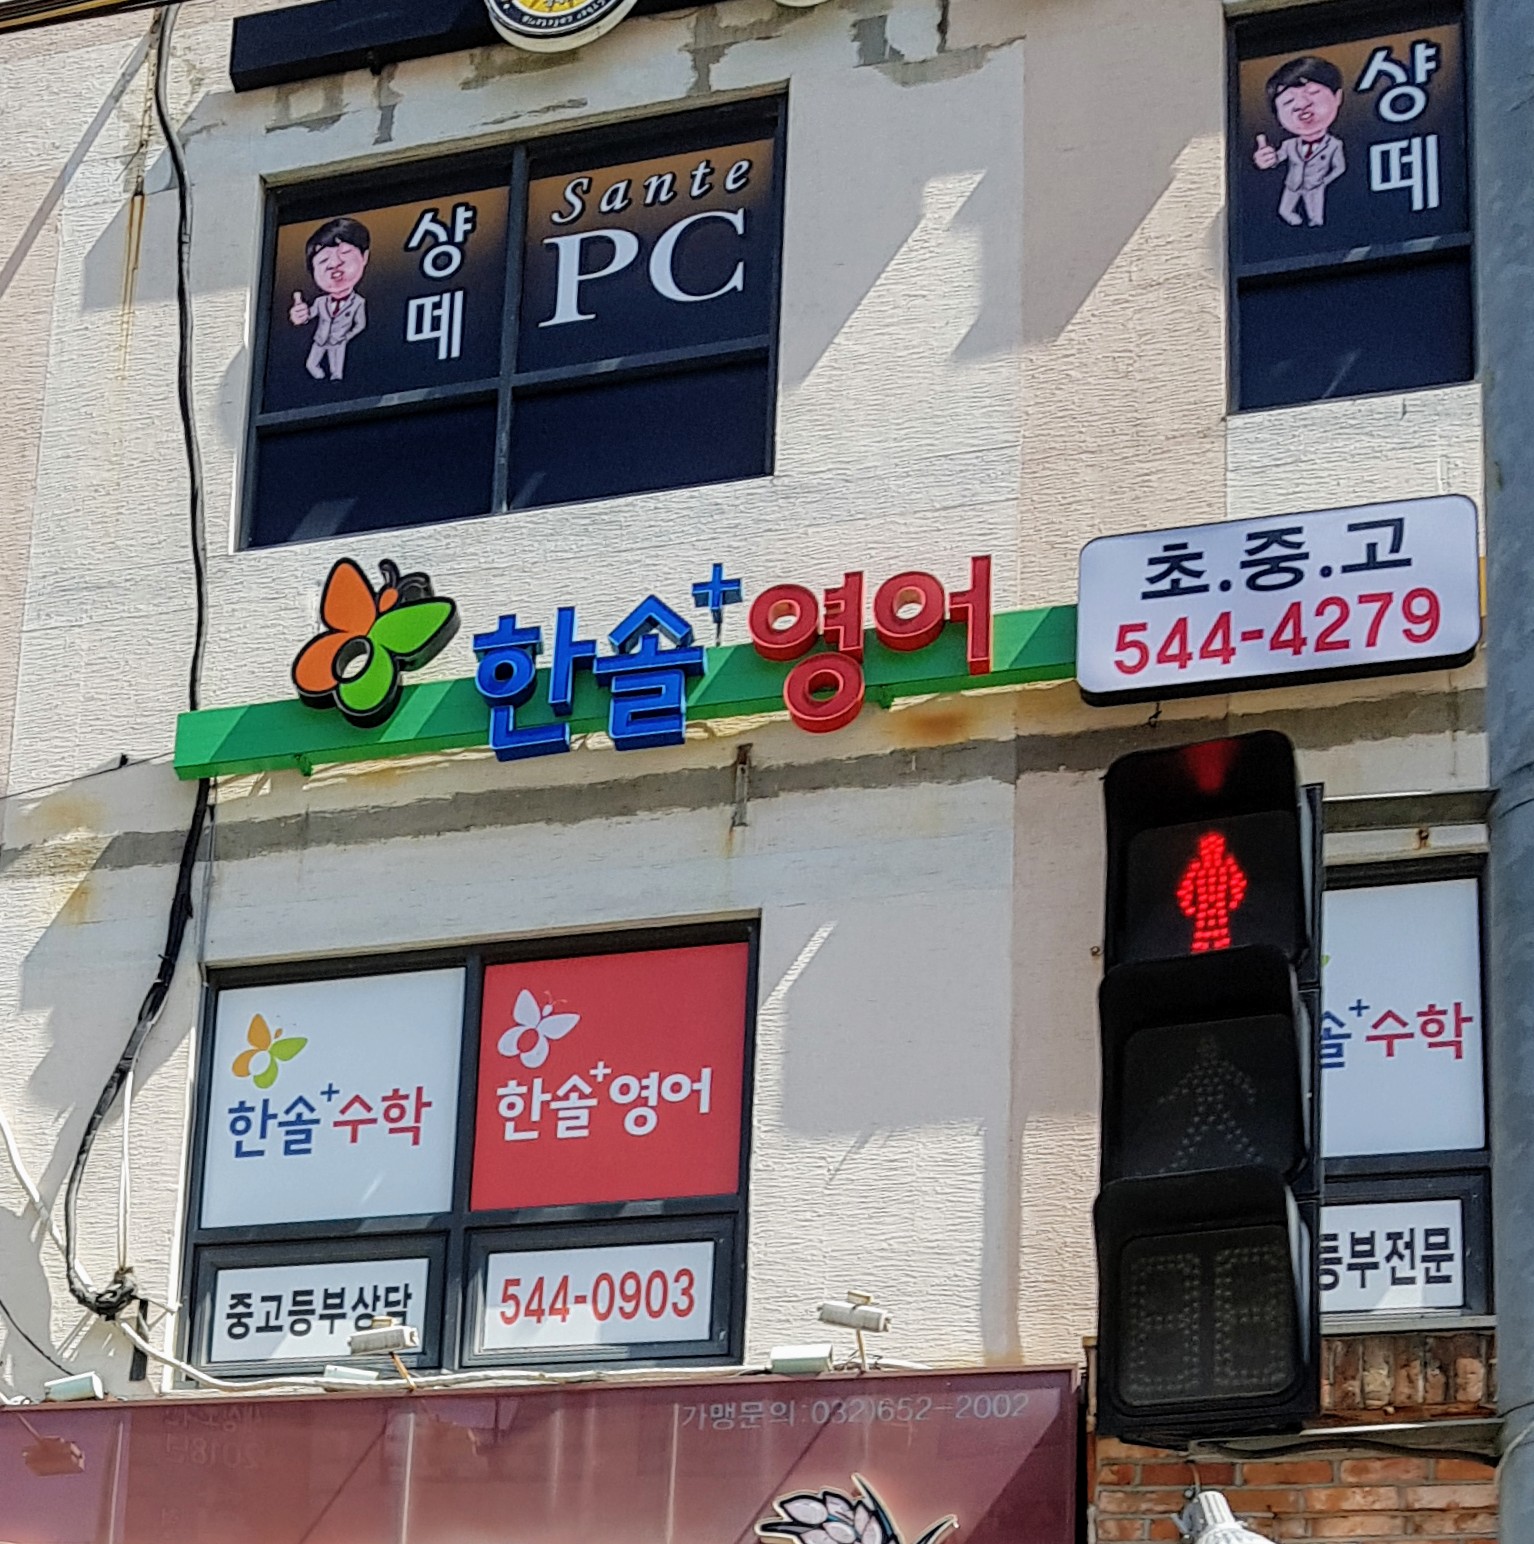 샹떼
Sante
PC
샹떼
한솔+영어
초.중.고
544-4279
한솔+수학
한솔+영어
솔+수학
중고등부상담
544-0903
등부전문
가맹문의:032)652-2002